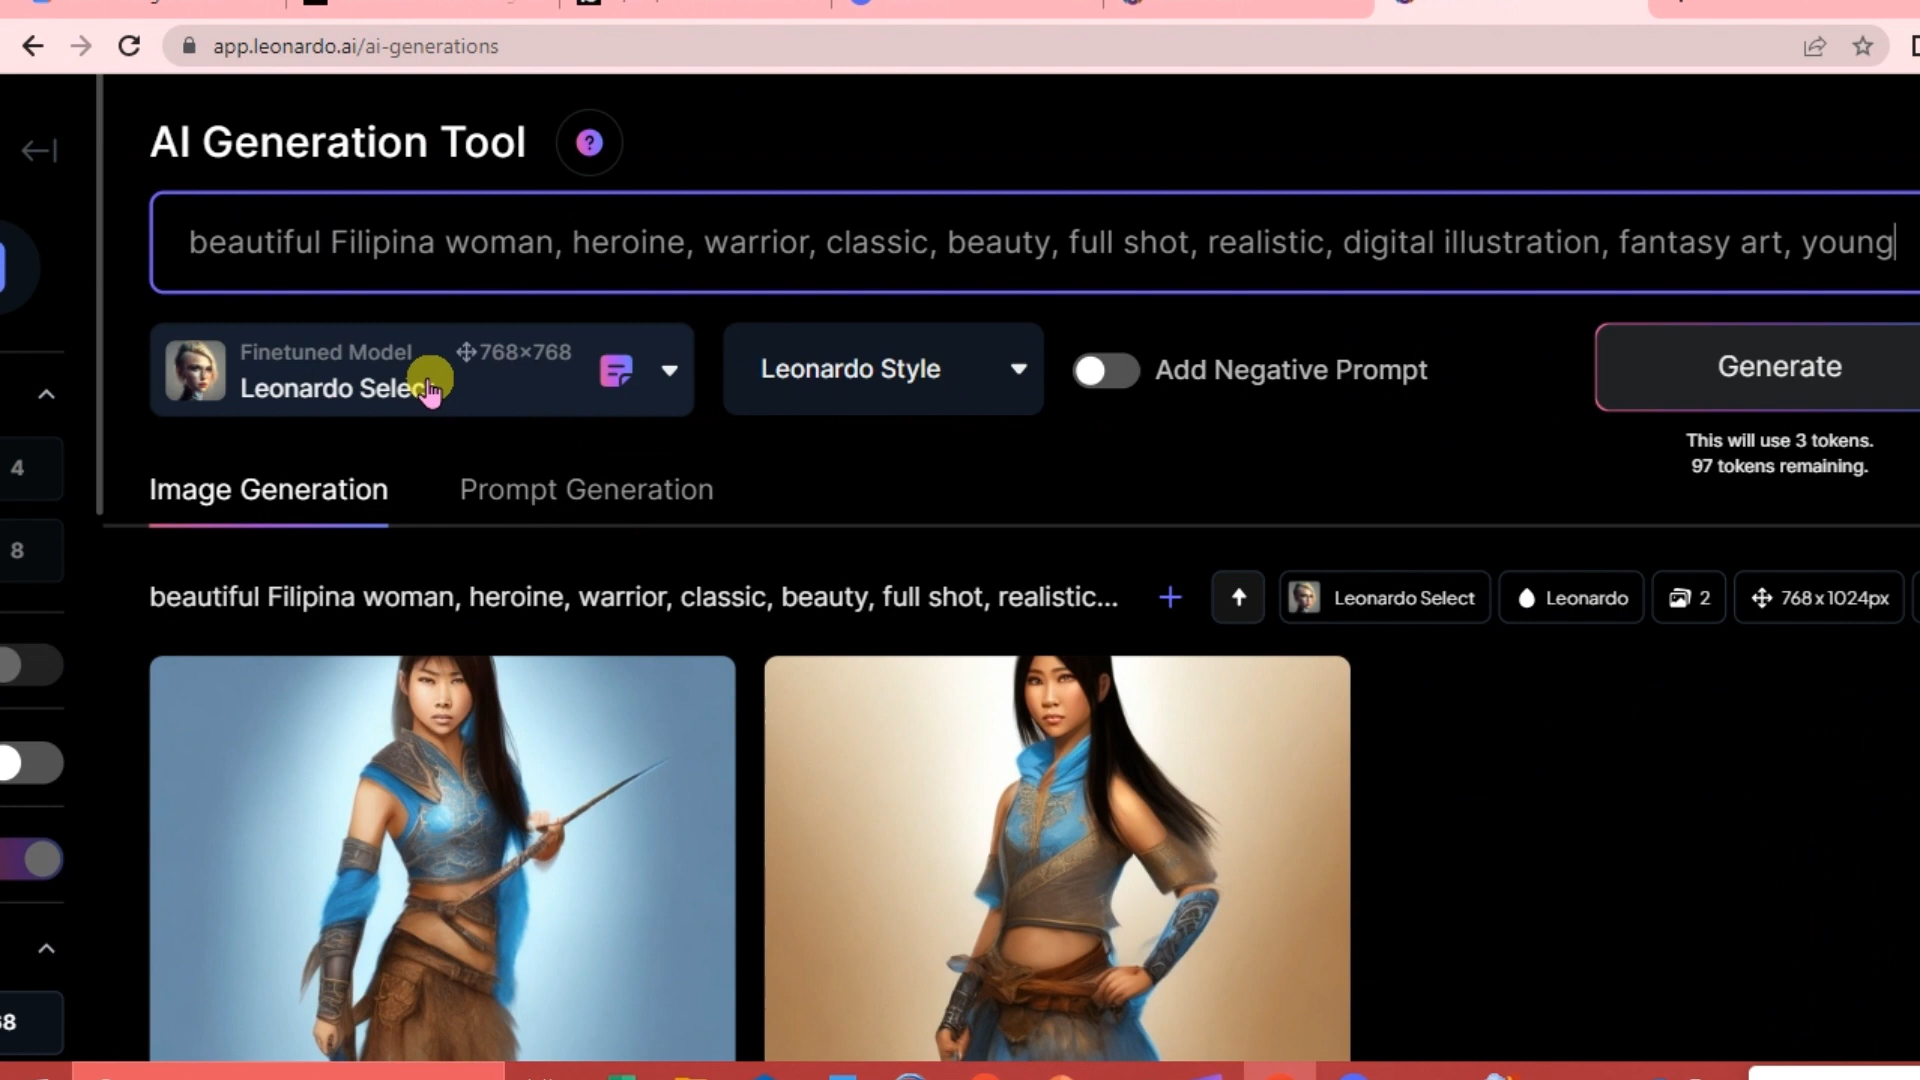 app.leonardo.ai/ai-generations
AI Generation Tool ?
beautiful Filipina woman, heroine, warrior, classic, beauty, full shot, realistic, digital illustration, fantasy art, young
Finetuned Model 768×768
Leonardo Select
Leonardo Style
Add Negative Prompt
Generate
This will use 3 tokens.
97 tokens remaining.
4
8
Image Generation
Prompt Generation
beautiful Filipina woman, heroine, warrior, classic, beauty, full shot, realistic...
Leonardo Select
Leonardo
2
768x1024px